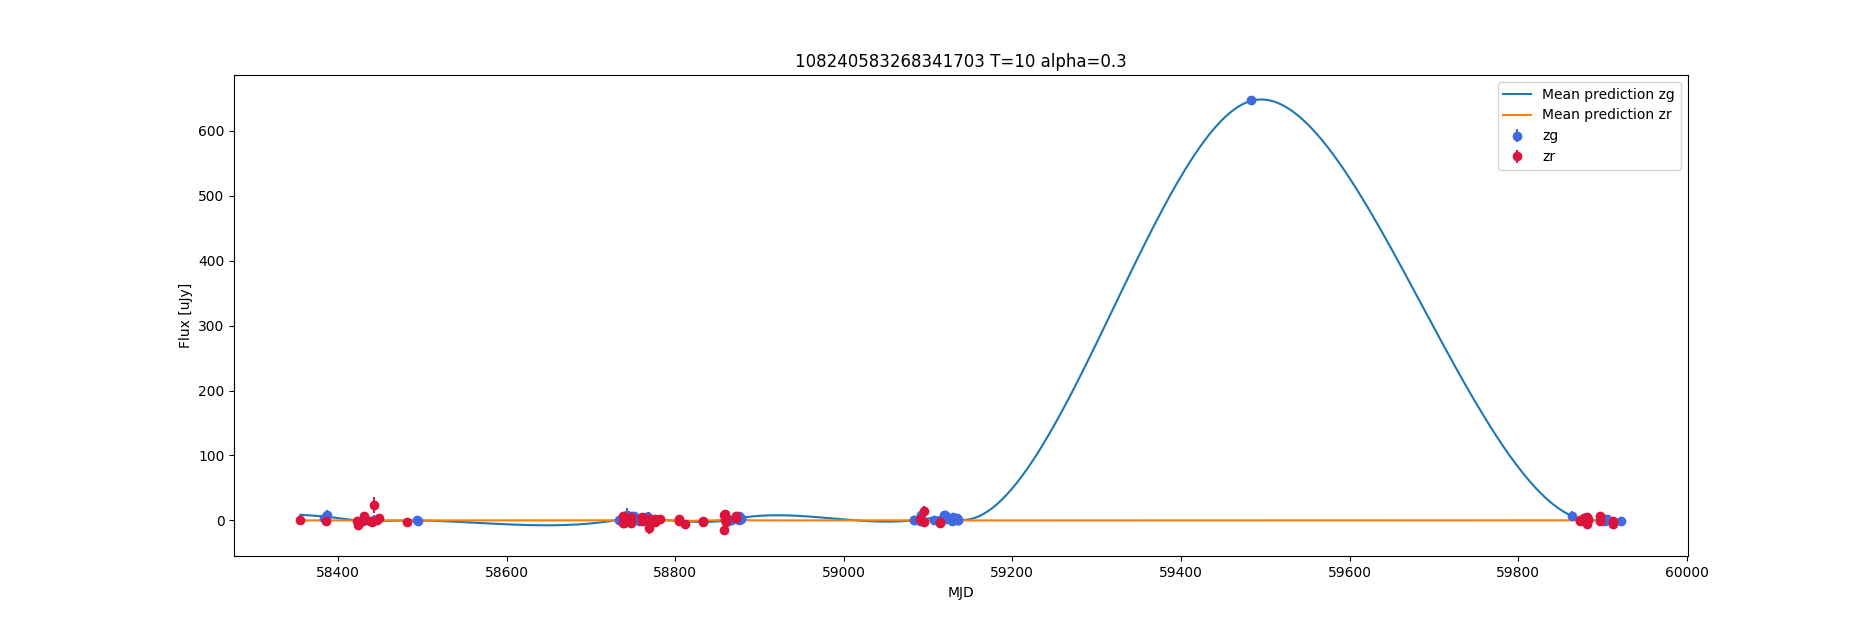 108240583268341703 T=10 alpha=0.3
Mean prediction zg
Mean prediction zr
zg
zr
600
500
400
300
200
100
0
Flux [uJy]
58400 58600 58800 59000 59200 59400 59600 59800 60000
MJD